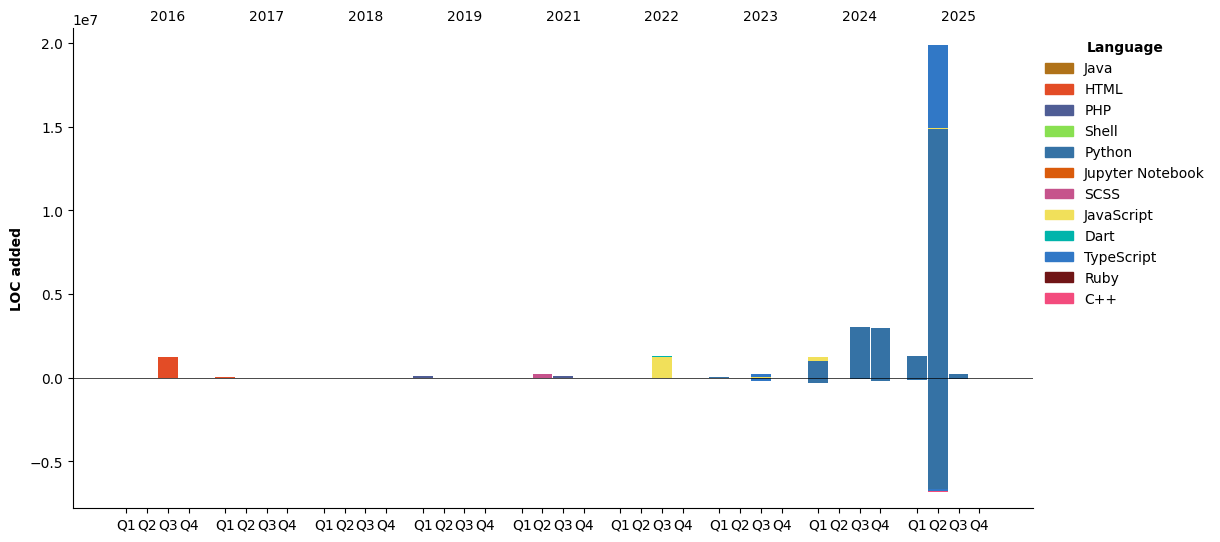 1e7
2016 2017 2018 2019 2021 2022 2023 2024 2025
2.0
1.5
1.0
0.5
0.0
−0.5
LOC added
Q1 Q2 Q3 Q4 Q1 Q2 Q3 Q4 Q1 Q2 Q3 Q4 Q1 Q2 Q3 Q4 Q1 Q2 Q3 Q4 Q1 Q2 Q3 Q4 Q1 Q2 Q3 Q4 Q1 Q2 Q3 Q4 Q1 Q2 Q3 Q4
Language
Java
HTML
PHP
Shell
Python
Jupyter Notebook
SCSS
JavaScript
Dart
TypeScript
Ruby
C++